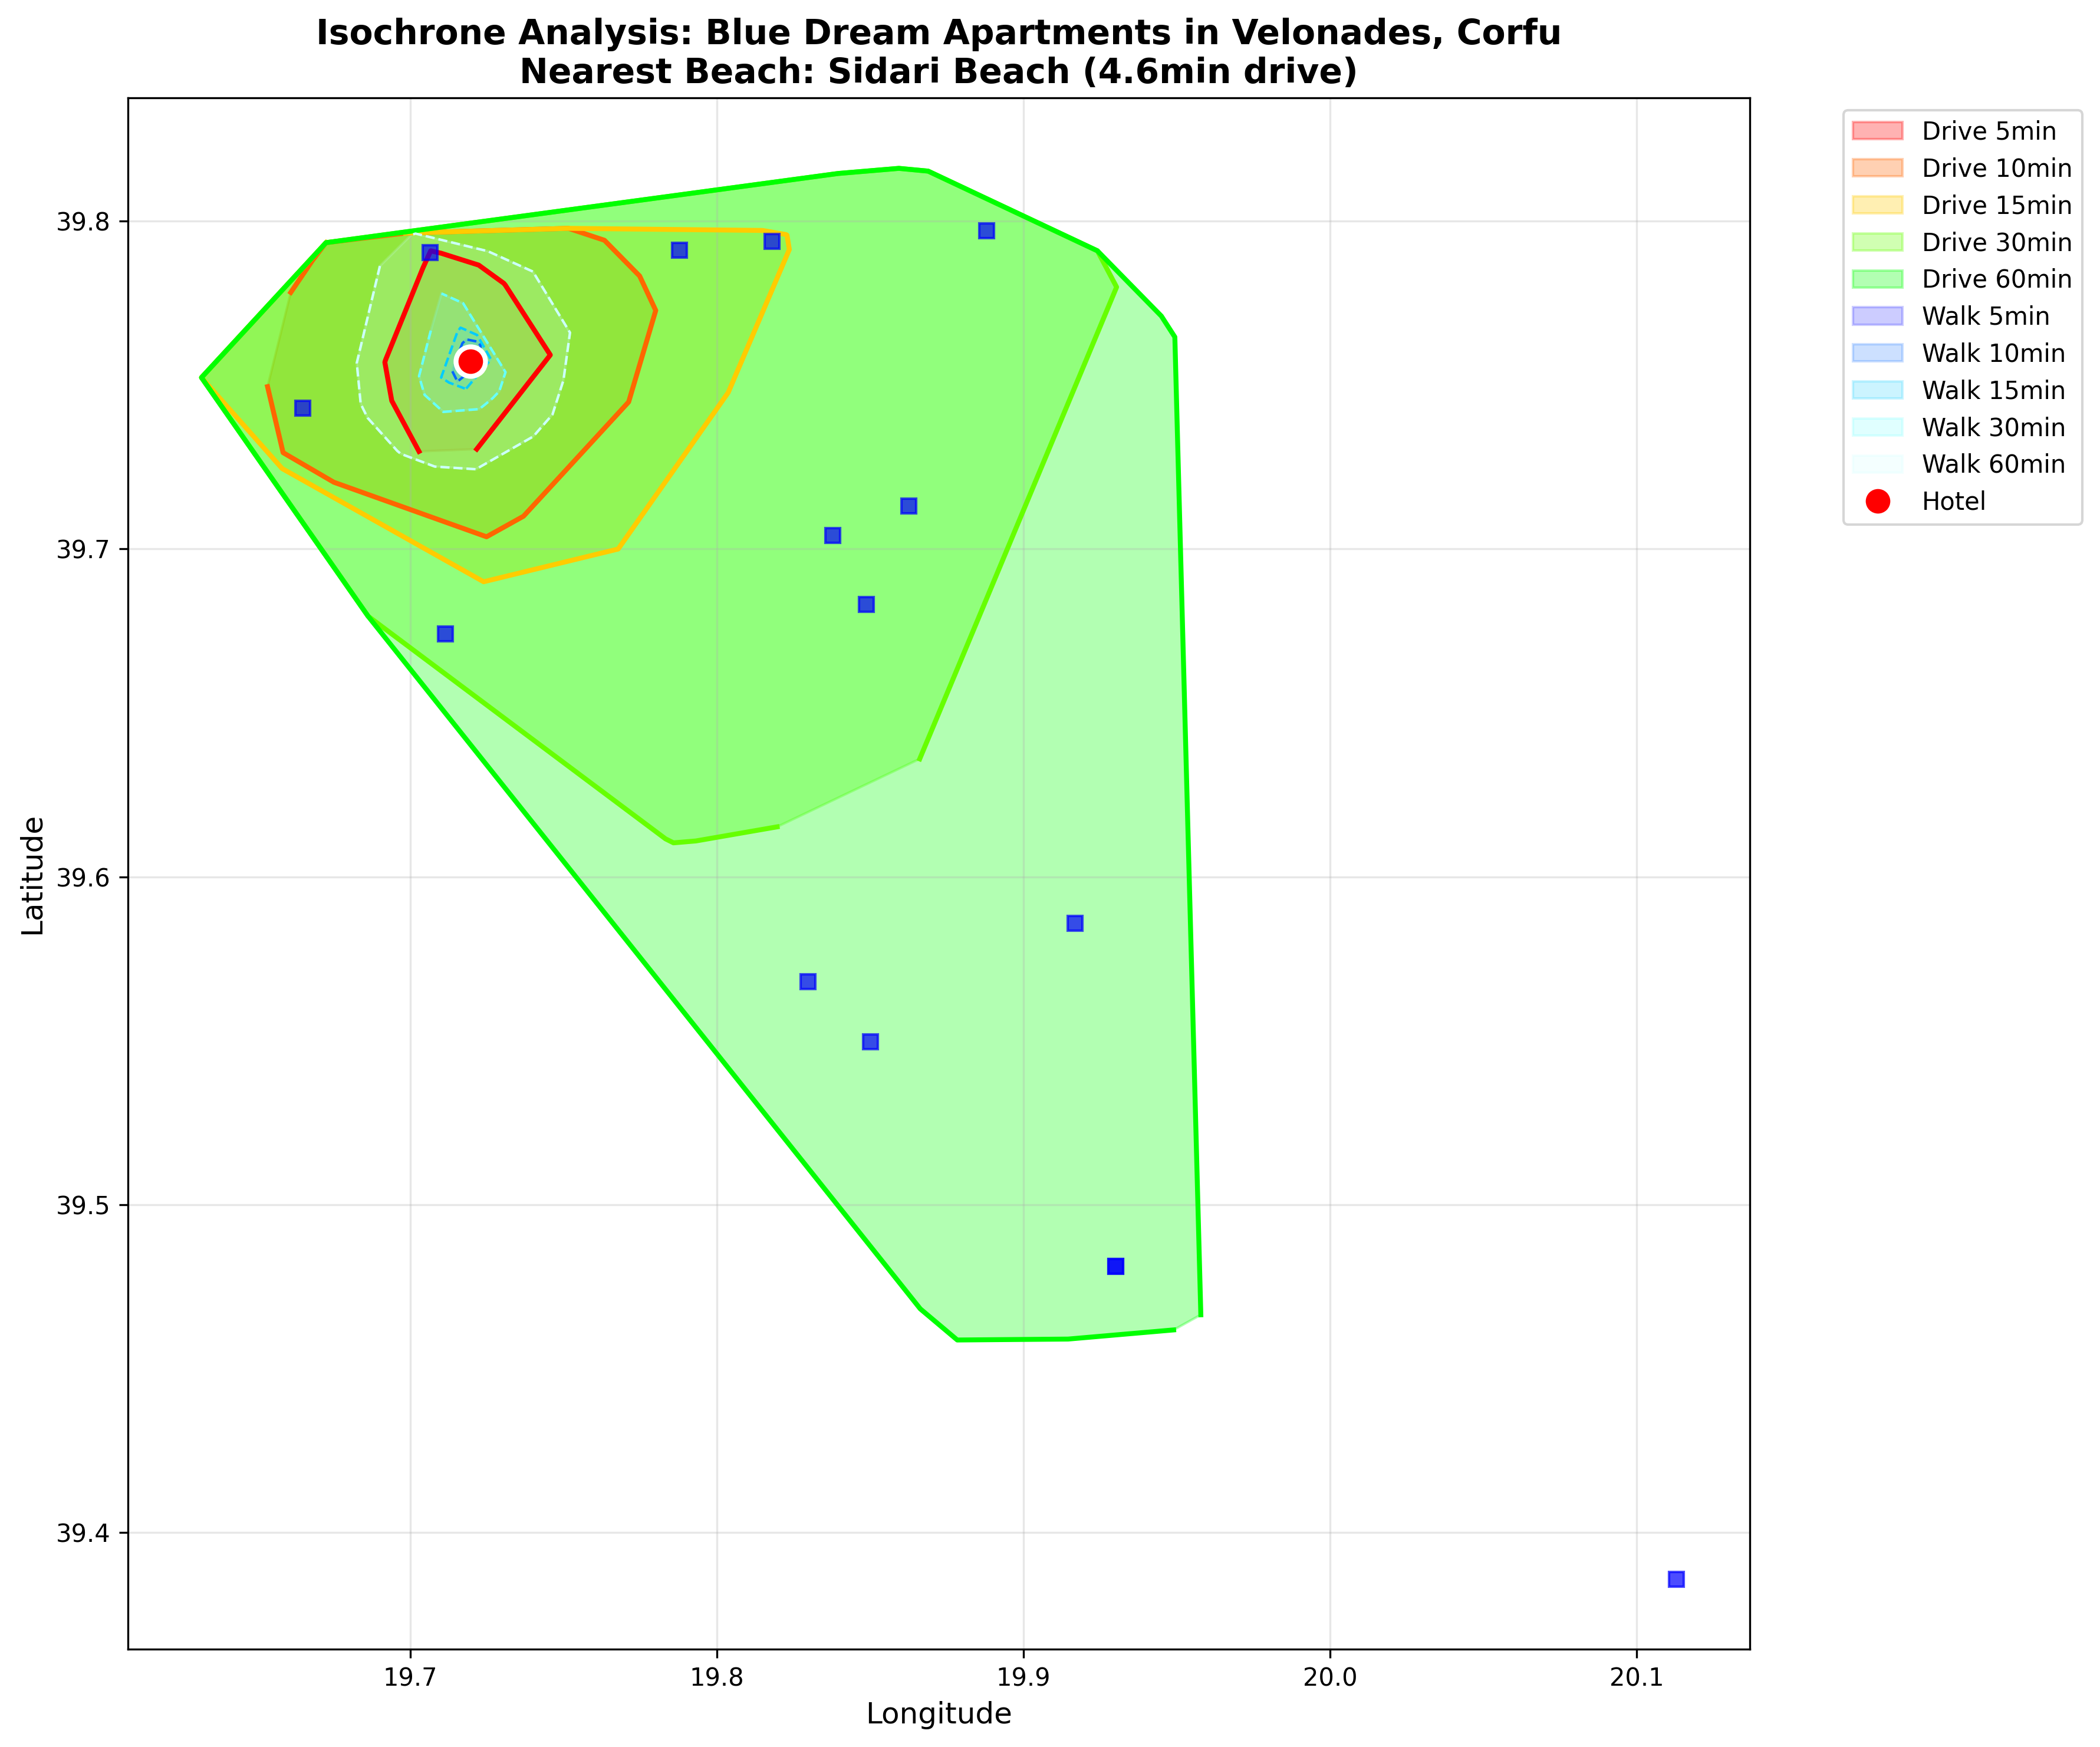 Isochrone Analysis: Blue Dream Apartments in Velonades, Corfu
Nearest Beach: Sidari Beach (4.6min drive)
Drive 5min
Drive 10min
Drive 15min
Drive 30min
Drive 60min
Walk 5min
Walk 10min
Walk 15min
Walk 30min
Walk 60min
Hotel
39.8
39.7
39.6
39.5
39.4
Latitude
19.7
19.8
19.9
20.0
20.1
Longitude